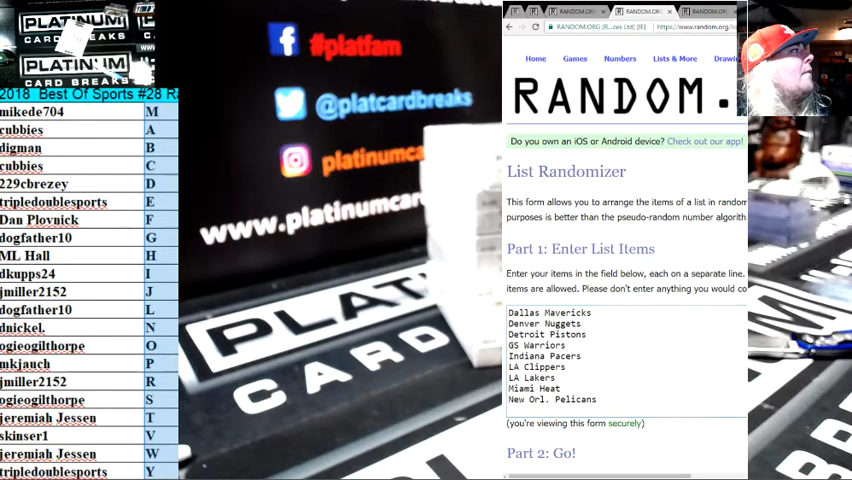 PLATINUM
CARD BREAKS
PLATINUM
CARD BREAKS
2018 Best Of Sports #28
mikede704 M
cubbies A
digman B
cubbies C
229cbrezey D
tripledoublesports E
Dan Plovnick F
dogfather10 G
ML Hall H
dkupps24 I
jmiller2152 J
dogfather10 L
dnickel. N
ogieogilthorpe O
mkjauch P
jmiller2152 R
ogieogilthorpe S
jeremiah Jessen T
skinser1 V
jeremiah Jessen W
tripledoublesports Y
#platfam
@platcardbreaks
platinumca
www.platinumcar
PLATI
CARD
RANDOM.ORG
https://www.random.org/
Home Flip Games Numbers Lists & More Drawin
RANDOM.
Do you own an iOS or Android device? Check out our app!
List Randomizer
This form allows you to arrange the items of a list in random
purposes is better than the pseudo-random number algorith
Part 1: Enter List Items
Enter your items in the field below, each on a separate line.
items are allowed. Please don't enter anything you would co
Dallas Mavericks
Denver Nuggets
Detroit Pistons
GS Warriors
Indiana Pacers
LA Clippers
LA Lakers
Miami Heat
New Orl. Pelicans
(you're viewing this form securely)
Part 2: Go!